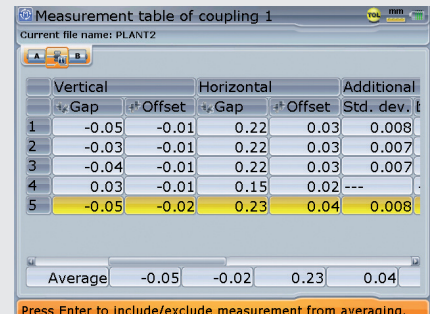 Measurement table of coupling 1
TOL mm
Current file name: PLANT2
A B
Vertical Horizontal Additional
Gap Offset Gap Offset Std. dev.
1 -0.05 -0.01 0.22 0.03 0.008
2 -0.03 -0.01 0.22 0.03 0.007
3 -0.04 -0.01 0.22 0.03 0.007
4 0.03 -0.01 0.15 0.02 ---
5 -0.05 -0.02 0.23 0.04 0.008
Average -0.05 -0.02 0.23 0.04
Press Enter to include/exclude measurement from averaging.